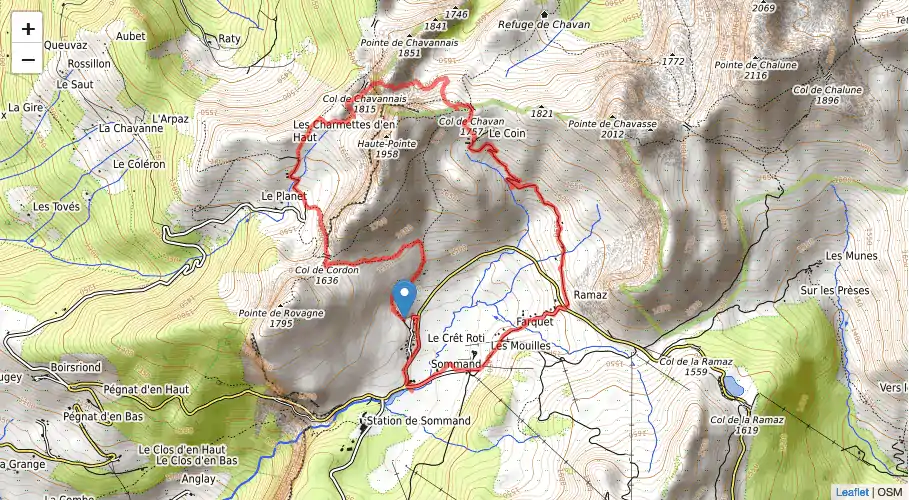 +
−
1746
1841
Pointe de Chavannais
1851
Refuge de Chavan
2069
Aubet
Raty
Queuvaz
Rossillon
Le Saut
La Gire
L'Arpaz
La Chavanne
Le Coléron
Les Tovés
1772
Pointe de Chalune
2116
Col de Chalune
1896
Col de Chavannais
1815
Les Charmettes d'en
Haut
Haute-Pointe
1958
Col de Chavan
1757
Le Coin
1821
Pointe de Chavasse
2012
Le Planet
Col de Cordon
1636
Pointe de Rovagne
1795
Les Munes
Sur les Prèses
Ramaz
Farquet
Le Crêt Roti
Les Mouilles
Sommand
Col de la Ramaz
1559
Col de la Ramaz
1619
Boirsriond
Pégnat d'en Haut
Pégnat d'en Bas
Station de Sommand
Le Clos d'en Haut
Le Clos d'en Bas
Anglay
Leaflet | OSM